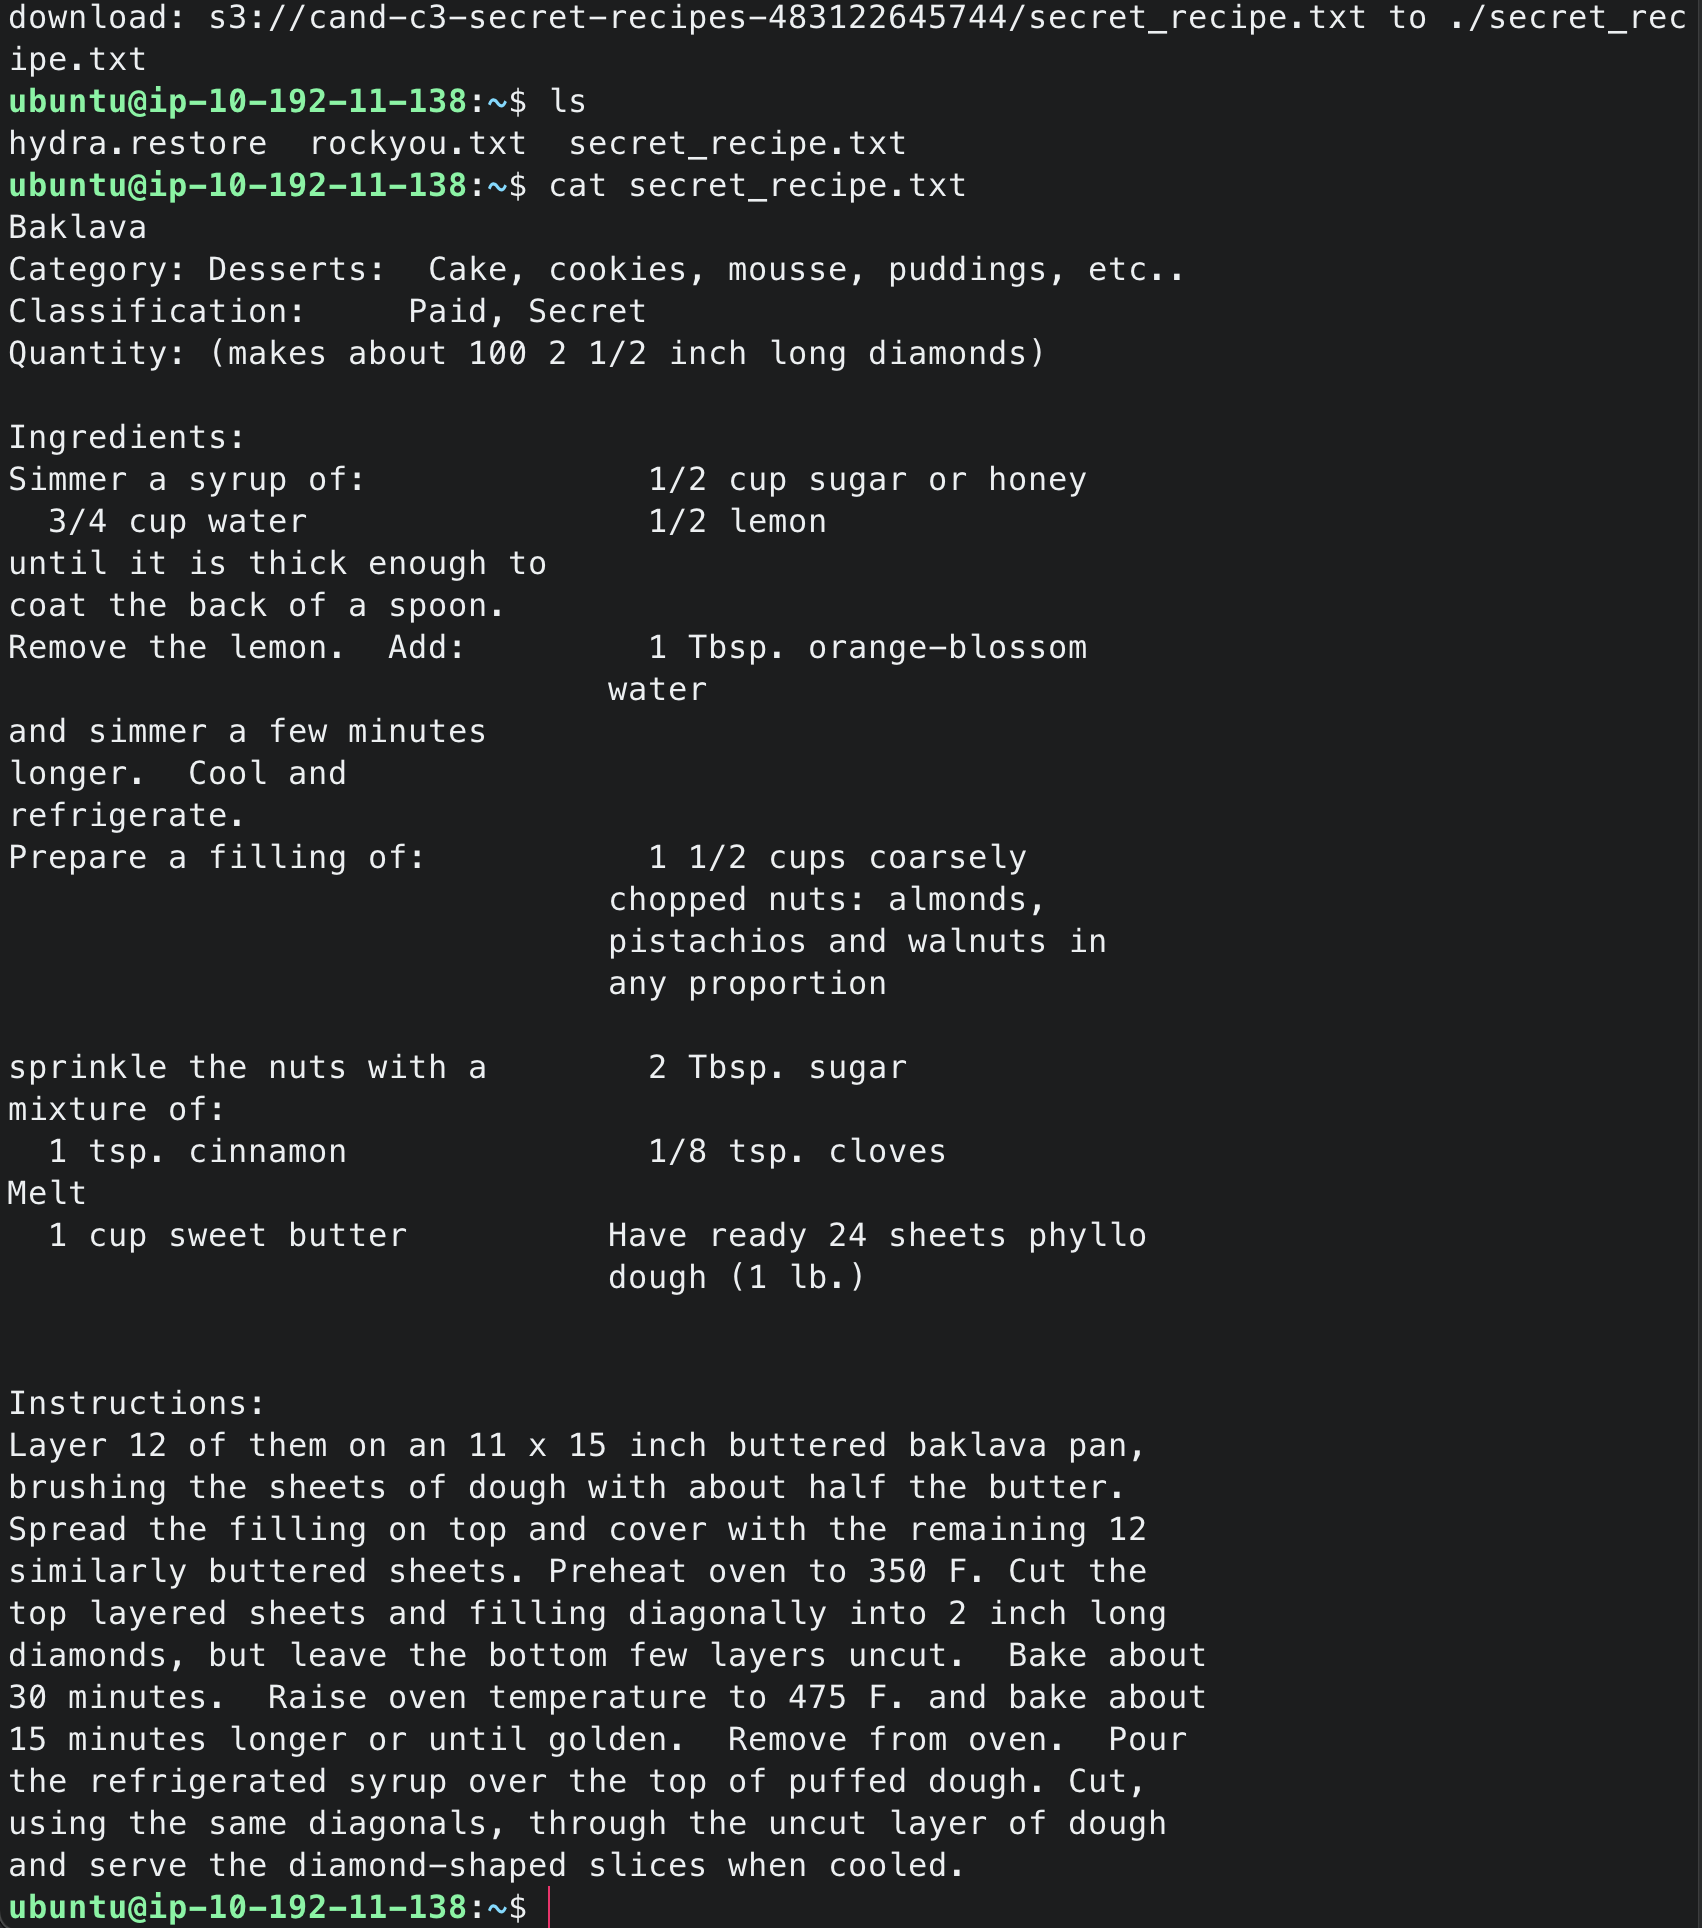 download: s3://cand-c3-secret-recipes-483122645744/secret_recipe.txt to ./secret_rec
ipe.txt
ubuntu@ip-10-192-11-138:~$ ls
hydra.restore  rockyou.txt  secret_recipe.txt
ubuntu@ip-10-192-11-138:~$ cat secret_recipe.txt
Baklava
Category: Desserts:  Cake, cookies, mousse, puddings, etc..
Classification:     Paid, Secret
Quantity: (makes about 100 2 1/2 inch long diamonds)

Ingredients:
Simmer a syrup of:              1/2 cup sugar or honey
  3/4 cup water                 1/2 lemon
until it is thick enough to
coat the back of a spoon.
Remove the lemon.  Add:         1 Tbsp. orange-blossom
                              water
and simmer a few minutes
longer.  Cool and
refrigerate.
Prepare a filling of:           1 1/2 cups coarsely
                              chopped nuts: almonds,
                              pistachios and walnuts in
                              any proportion

sprinkle the nuts with a        2 Tbsp. sugar
mixture of:
  1 tsp. cinnamon               1/8 tsp. cloves
Melt
  1 cup sweet butter          Have ready 24 sheets phyllo
                              dough (1 lb.)

Instructions:
Layer 12 of them on an 11 x 15 inch buttered baklava pan,
brushing the sheets of dough with about half the butter.
Spread the filling on top and cover with the remaining 12
similarly buttered sheets. Preheat oven to 350 F. Cut the
top layered sheets and filling diagonally into 2 inch long
diamonds, but leave the bottom few layers uncut.  Bake about
30 minutes.  Raise oven temperature to 475 F. and bake about
15 minutes longer or until golden.  Remove from oven.  Pour
the refrigerated syrup over the top of puffed dough. Cut,
using the same diagonals, through the uncut layer of dough
and serve the diamond-shaped slices when cooled.
ubuntu@ip-10-192-11-138:~$